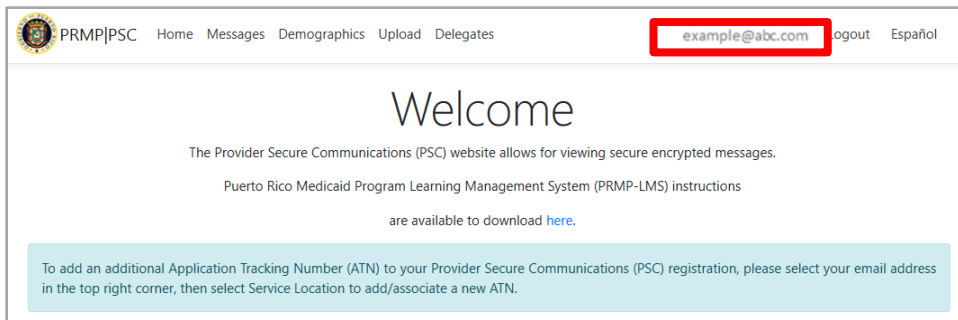 PRMP|PSC Home Messages Demographics Upload Delegates example@abc.com Logout Español
Welcome
The Provider Secure Communications (PSC) website allows for viewing secure encrypted messages.
Puerto Rico Medicaid Program Learning Management System (PRMP-LMS) instructions
are available to download here.
To add an additional Application Tracking Number (ATN) to your Provider Secure Communications (PSC) registration, please select your email address
in the top right corner, then select Service Location to add/associate a new ATN.